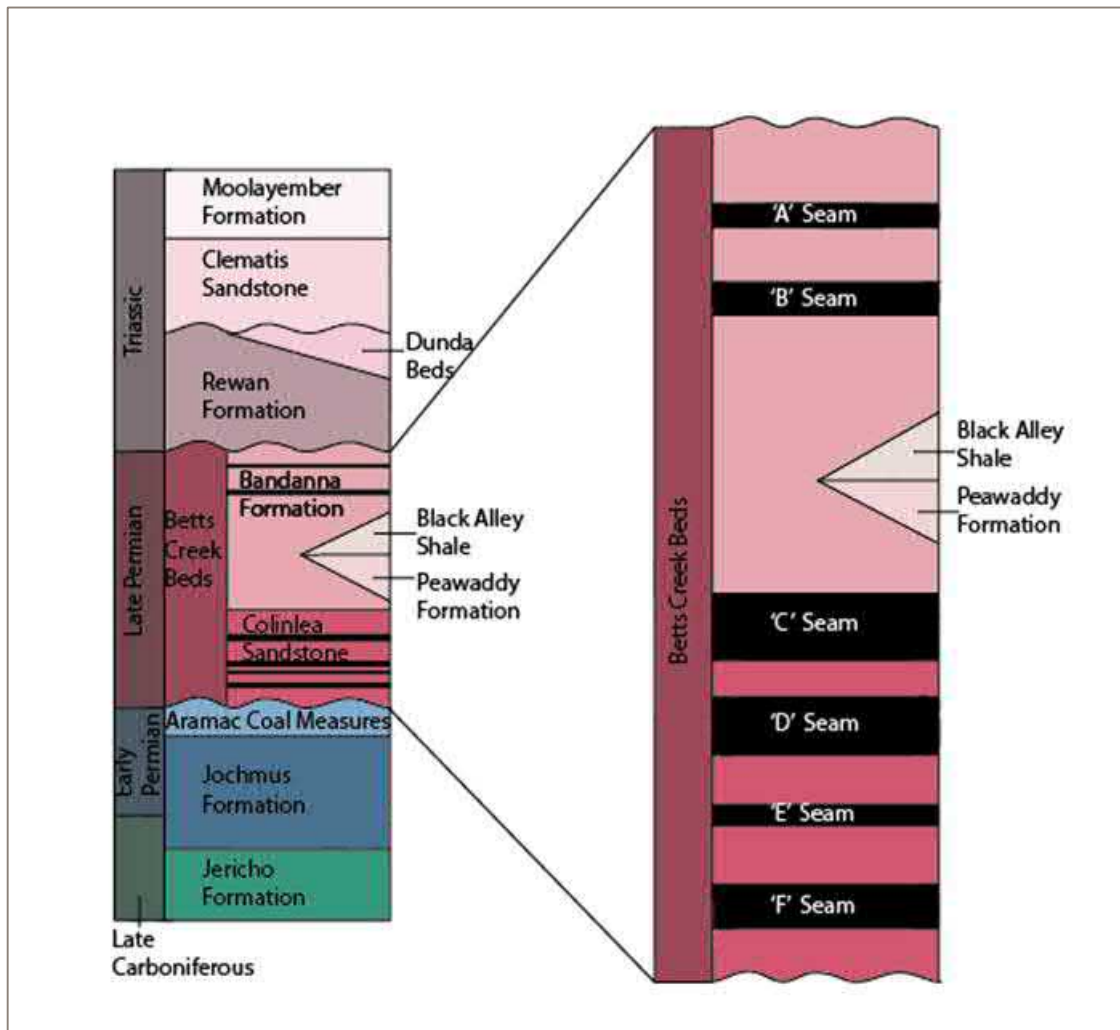 Triassic
Late Permian
Early
Permian
Late
Carboniferous
Moolayember
Formation
Clematis
Sandstone
Dunda
Beds
Rewan
Formation
Betts
Creek
Beds
Bandanna
Formation
Black Alley
Shale
Peawaddy
Formation
Colinlea
Sandstone
Aramac Coal Measures
Jochmus
Formation
Jericho
Formation
Betts Creek Beds
'A' Seam
'B' Seam
Black Alley
Shale
Peawaddy
Formation
'C' Seam
'D' Seam
'E' Seam
'F' Seam